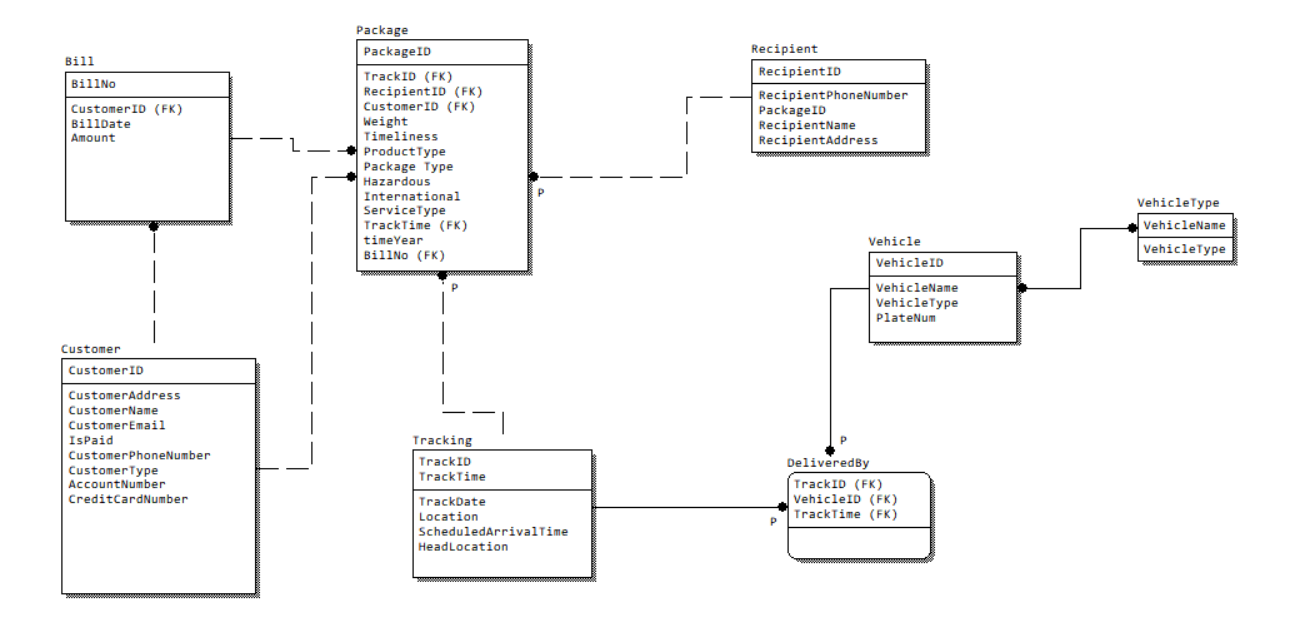 Package
PackageID
TrackID (FK)
RecipientID (FK)
CustomerID (FK)
Weight
Timeliness
ProductType
Package Type
Hazardous
International
ServiceType
TrackTime (FK)
timeYear
BillNo (FK)
P
P
Bill
BillNo
CustomerID (FK)
BillDate
Amount
Recipient
RecipientID
RecipientPhoneNumber
PackageID
RecipientName
RecipientAddress
VehicleType
VehicleName
VehicleType
Vehicle
VehicleID
VehicleName
VehicleType
PlateNum
Customer
CustomerID
CustomerAddress
CustomerName
CustomerEmail
IsPaid
CustomerPhoneNumber
CustomerType
AccountNumber
CreditCardNumber
Tracking
TrackID
TrackTime
TrackDate
Location
ScheduledArrivalTime
HeadLocation
P
P
DeliveredBy
TrackID (FK)
VehicleID (FK)
TrackTime (FK)